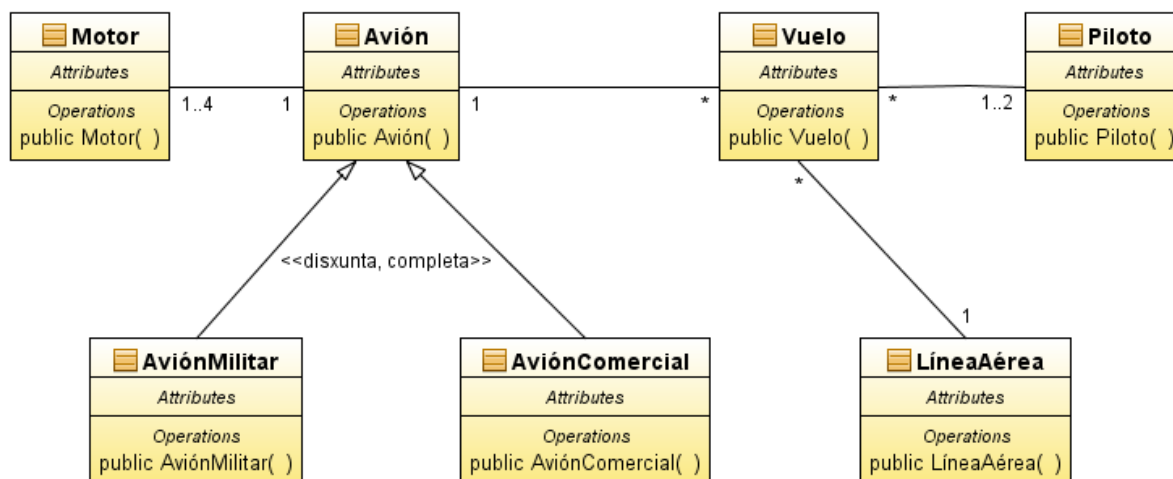 Motor
Attributes
Operations
public Motor( )
1..4
1
Avión
Attributes
Operations
public Avión( )
1
*
Vuelo
Attributes
Operations
public Vuelo( )
*
1..2
Piloto
Attributes
Operations
public Piloto( )
*
<<disxunta, completa>>
1
AviónMilitar
Attributes
Operations
public AviónMilitar( )
AviónComercial
Attributes
Operations
public AviónComercial( )
LíneaAérea
Attributes
Operations
public LíneaAérea( )